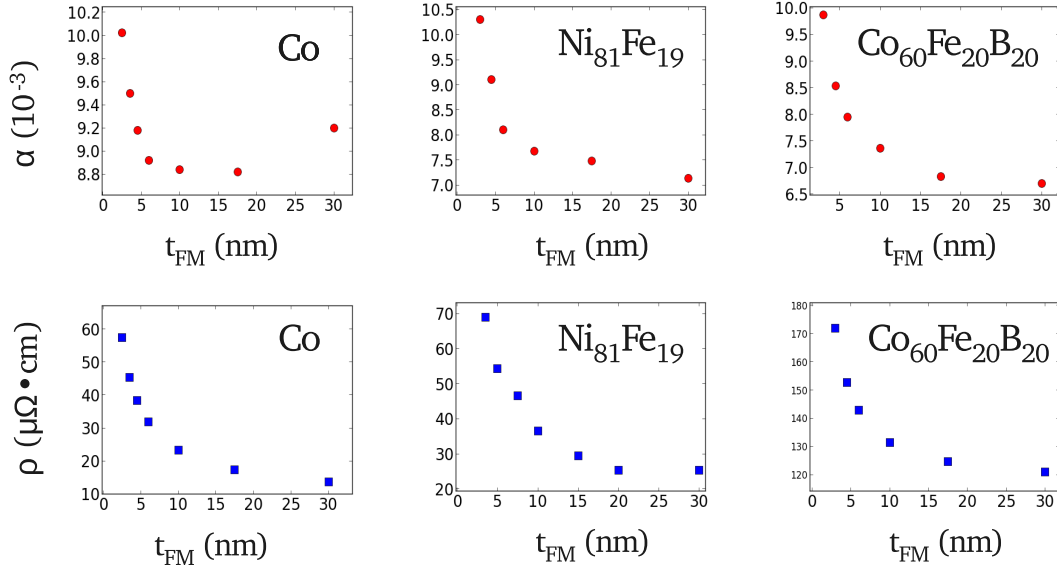 α (10⁻³)
10.2
10.0
9.8
9.6
9.4
9.2
9.0
8.8
Co
0 5 10 15 20 25 30
t_FM (nm)
10.5
10.0
9.5
9.0
8.5
8.0
7.5
7.0
Ni₈₁Fe₁₉
0 5 10 15 20 25 30
t_FM (nm)
10.0
9.5
9.0
8.5
8.0
7.5
7.0
6.5
Co₆₀Fe₂₀B₂₀
5 10 15 20 25 30
t_FM (nm)
ρ (μΩ•cm)
60
50
40
30
20
10
Co
0 5 10 15 20 25 30
t_FM (nm)
70
60
50
40
30
20
Ni₈₁Fe₁₉
0 5 10 15 20 25 30
t_FM (nm)
180
170
160
150
140
130
120
Co₆₀Fe₂₀B₂₀
0 5 10 15 20 25 30
t_FM (nm)